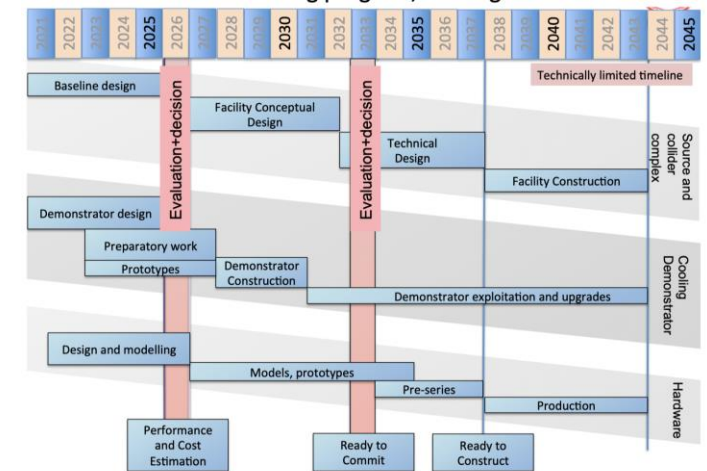 2021 2022 2023 2024 2025 2026 2027 2028 2029 2030 2031 2032 2033 2034 2035 2036 2037 2038 2039 2040 2041 2042 2043 2044 2045
Technically limited timeline
Baseline design
Evaluation+decision
Facility Conceptual
Design
Evaluation+decision
Technical
Design
Facility Construction
Source and
collider
complex
Demonstrator design
Preparatory work
Prototypes
Demonstrator
Construction
Demonstrator exploitation and upgrades
Cooling
Demonstrator
Design and modelling
Models, prototypes
Pre-series
Production
Hardware
Performance
and Cost
Estimation
Ready to
Commit
Ready to
Construct